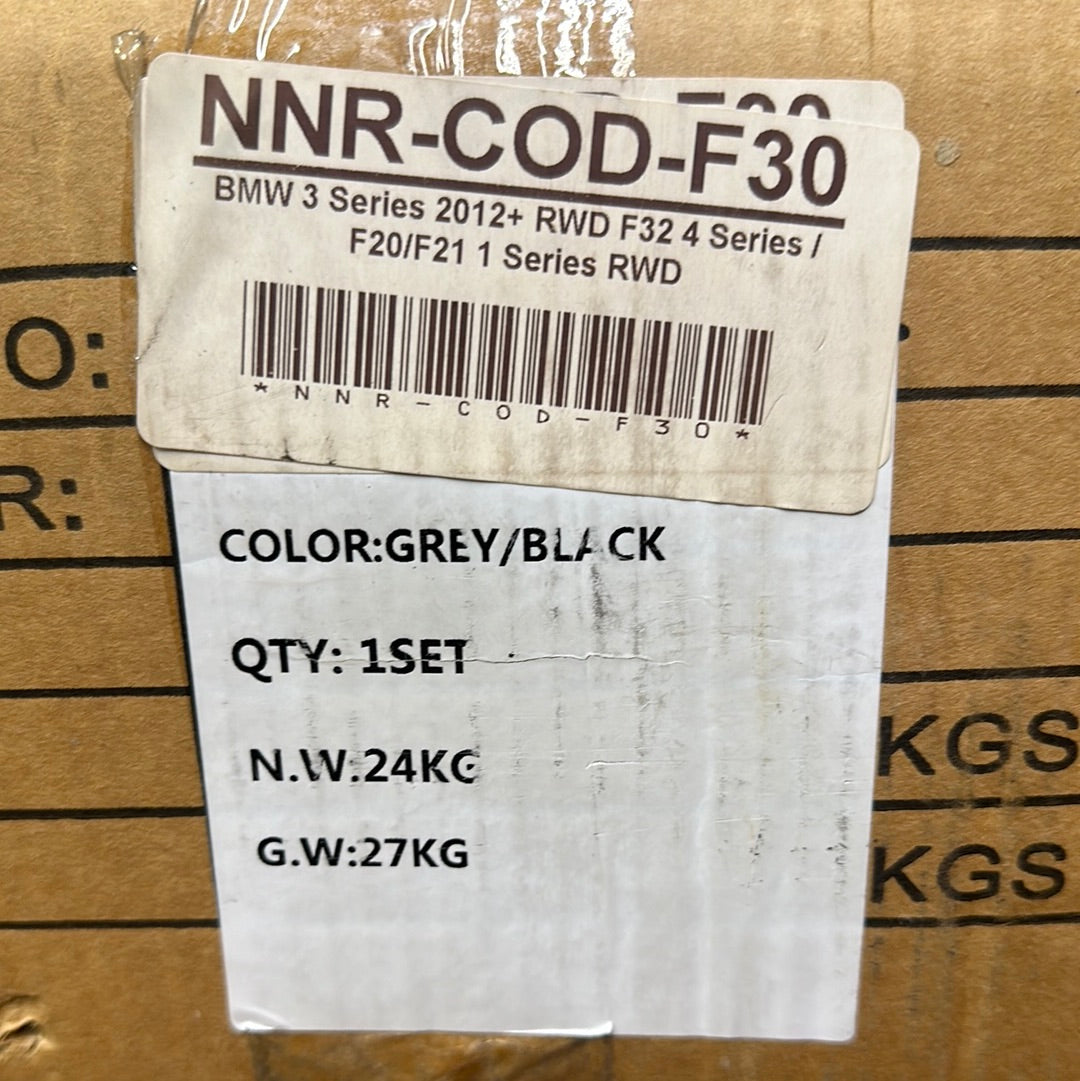 NNR-COD-F30
BMW 3 Series 2012+ RWD F32 4 Series /
F20/F21 1 Series RWD
*NNR-COD-F30*
O:
R:
COLOR:GREY/BLACK
QTY: 1SET
N.W.24KG
G.W:27KG
KGS
KGS